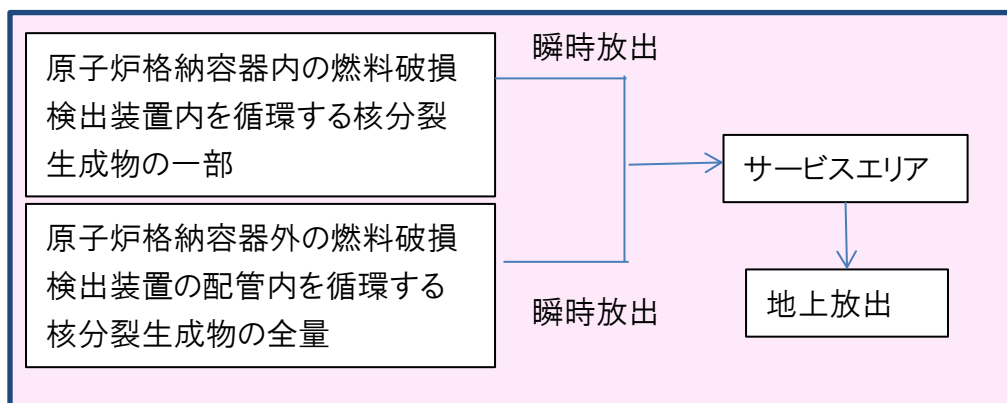 原子炉格納容器内の燃料破損
検出装置内を循環する核分裂
生成物の一部
瞬時放出
サービスエリア
原子炉格納容器外の燃料破損
検出装置の配管内を循環する
核分裂生成物の全量
瞬時放出
地上放出